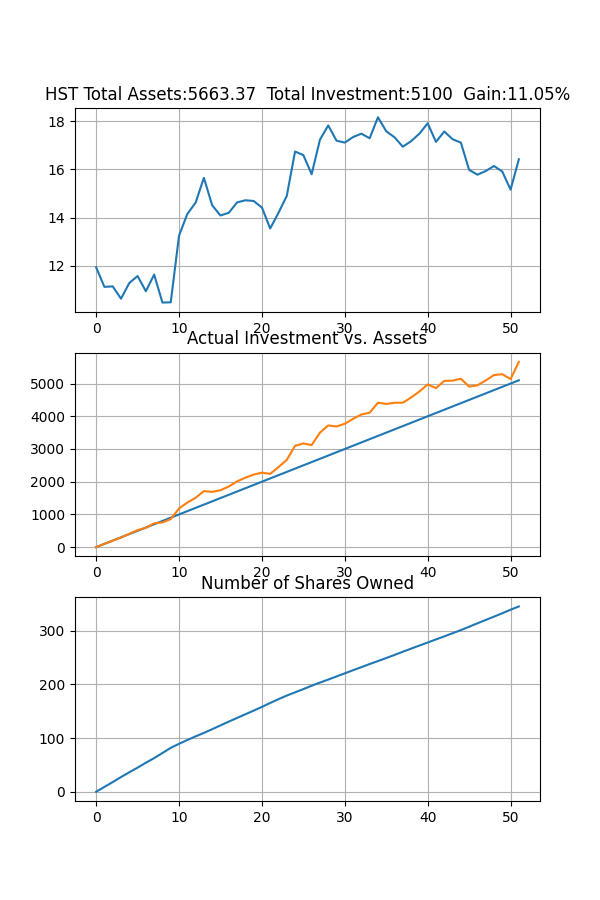 HST Total Assets:5663.37  Total Investment:5100  Gain:11.05%
18
16
14
12
0 10 20 30 40 50
Actual Investment vs. Assets
5000
4000
3000
2000
1000
0
0 10 20 30 40 50
Number of Shares Owned
300
200
100
0
0 10 20 30 40 50